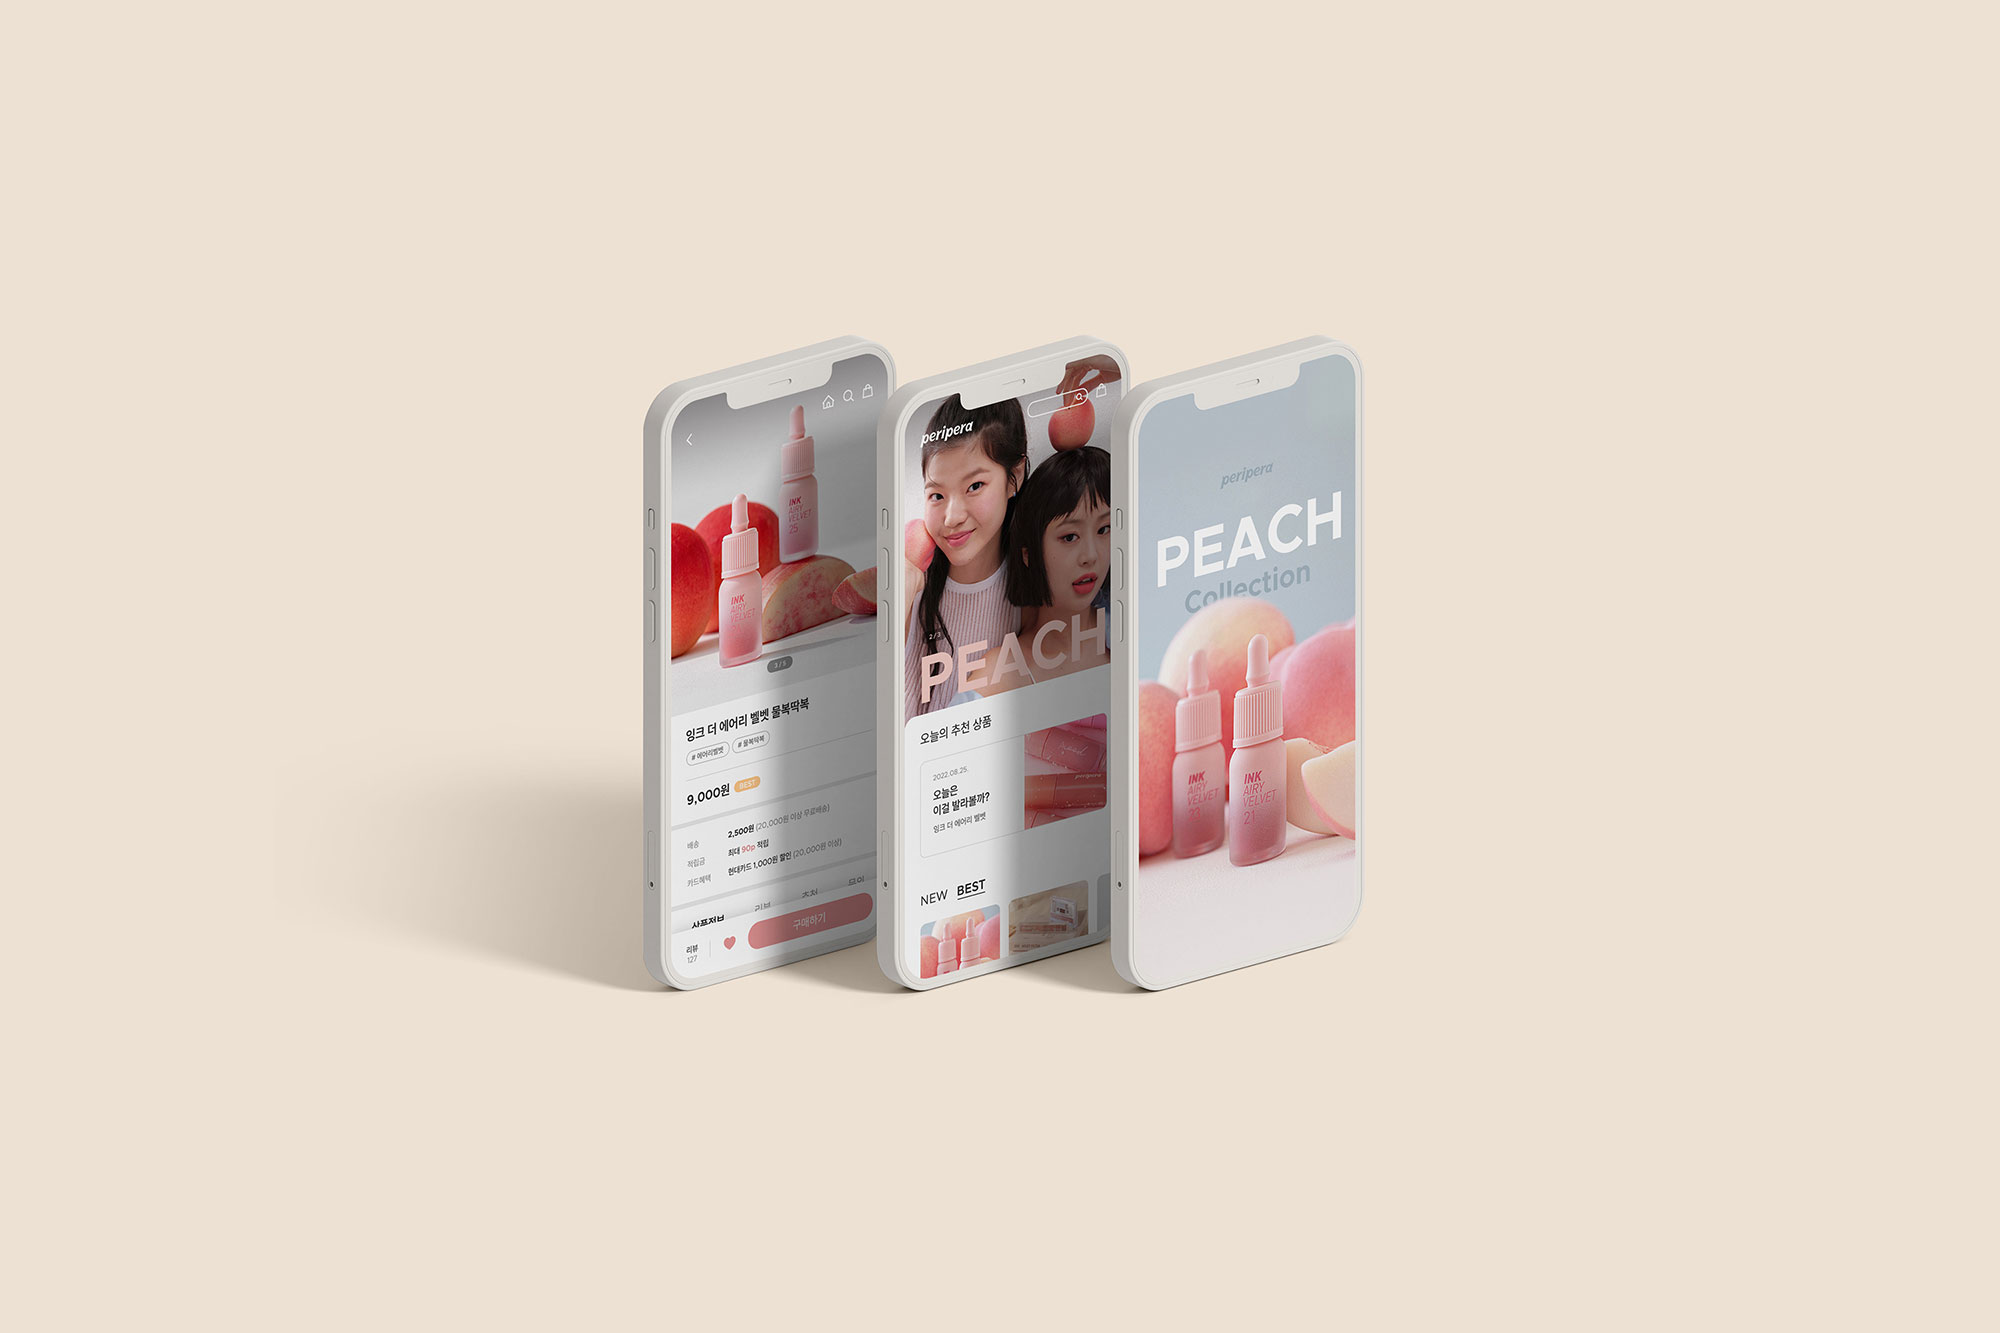 INK
AIRY
VELVET
25
INK
AIRY
VELVET
3 / 5
잉크 더 에어리 벨벳 물복딱복
# 에어리벨벳
# 물복딱복
9,000원
BEST
배송
2,500원 (20,000원 이상 무료배송)
적립금
최대 90p 적립
카드혜택
현대카드 1,000원 할인 (20,000원 이상)
상품정보
리뷰
추천
문의
리뷰
127
구매하기
peripera
2/3
PEACH
오늘의 추천 상품
2022.08.25.
오늘은
이걸 발라볼까?
잉크 더 에어리 벨벳
peripera
NEW
BEST
peripera
PEACH
Collection
INK
AIRY
VELVET
23
INK
AIRY
VELVET
21